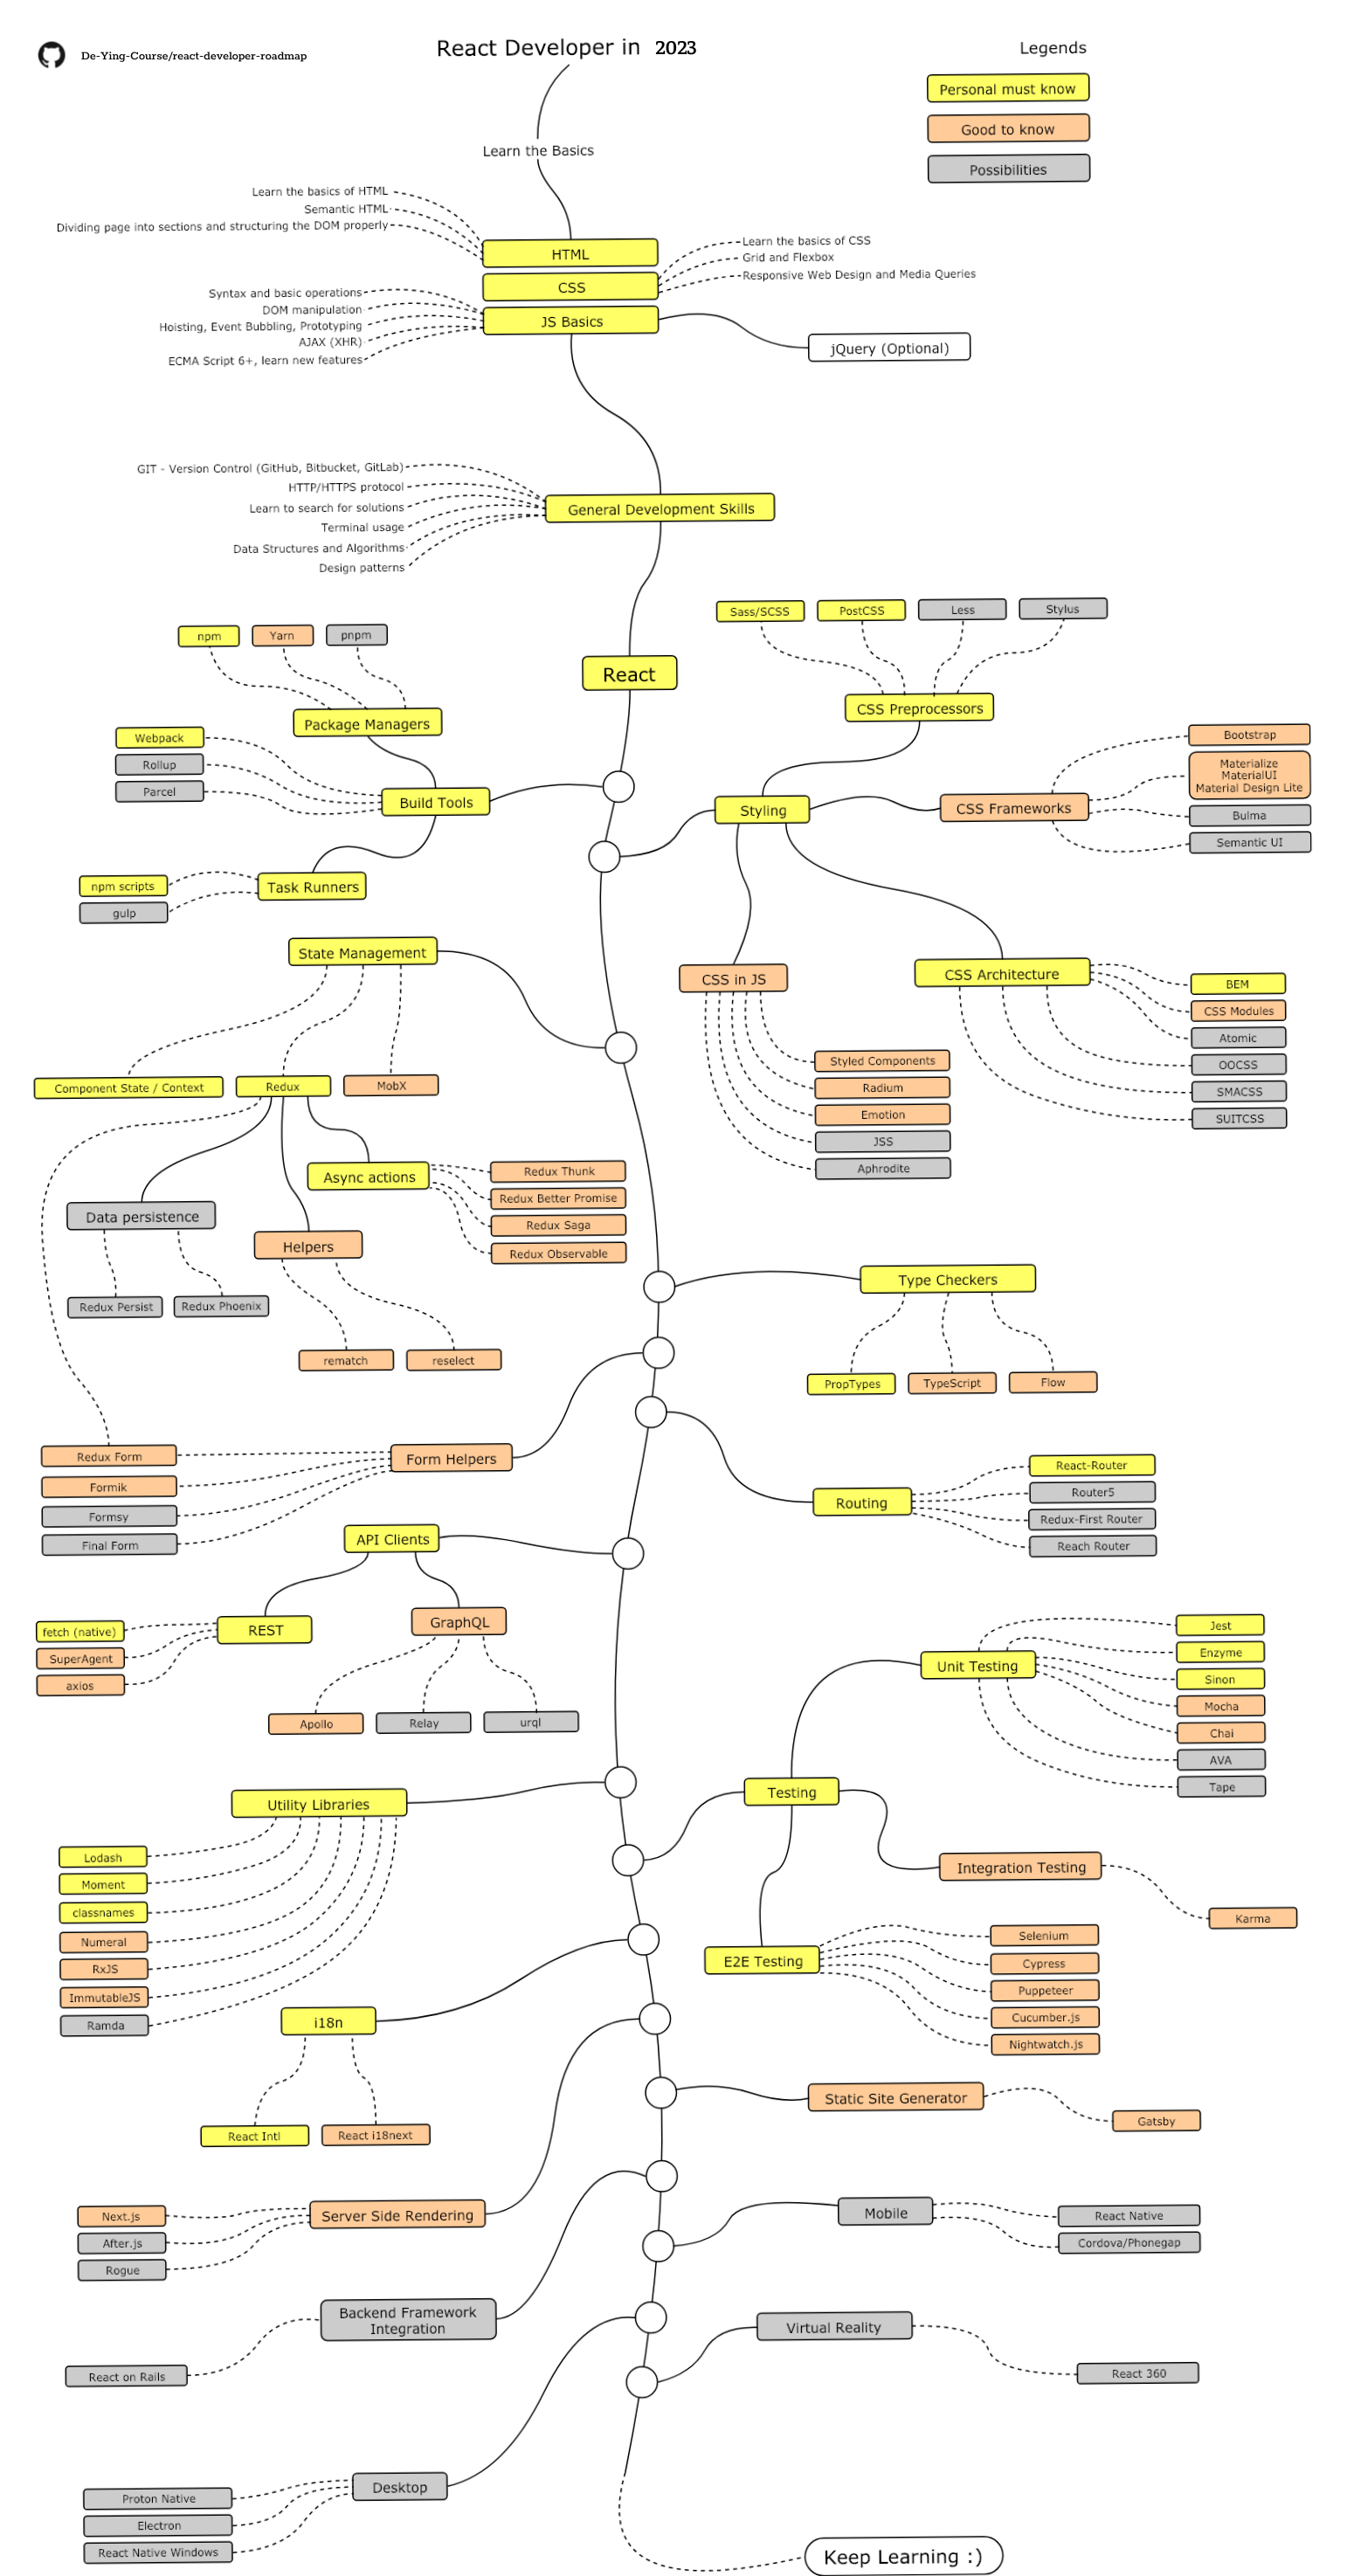 De-Ying-Course/react-developer-roadmap
React Developer in 2023
Legends
Personal must know
Good to know
Possibilities
Learn the Basics
Learn the basics of HTML
Semantic HTML
Dividing page into sections and structuring the DOM properly
HTML
CSS
JS Basics
Learn the basics of CSS
Grid and Flexbox
Responsive Web Design and Media Queries
Syntax and basic operations
DOM manipulation
Hoisting, Event Bubbling, Prototyping
AJAX (XHR)
ECMA Script 6+, learn new features
jQuery (Optional)
GIT - Version Control (GitHub, Bitbucket, GitLab)
HTTP/HTTPS protocol
Learn to search for solutions
Terminal usage
Data Structures and Algorithms
Design patterns
General Development Skills
React
npm
Yarn
pnpm
Package Managers
Webpack
Rollup
Parcel
Build Tools
npm scripts
gulp
Task Runners
Sass/SCSS
PostCSS
Less
Stylus
CSS Preprocessors
Styling
CSS Frameworks
Bootstrap
Materialize
MaterialUI
Material Design Lite
Bulma
Semantic UI
CSS in JS
Styled Components
Radium
Emotion
JSS
Aphrodite
CSS Architecture
BEM
CSS Modules
Atomic
OOCSS
SMACSS
SUITCSS
State Management
Component State / Context
Redux
MobX
Async actions
Redux Thunk
Redux Better Promise
Redux Saga
Redux Observable
Data persistence
Helpers
Redux Persist
Redux Phoenix
rematch
reselect
Type Checkers
PropTypes
TypeScript
Flow
Form Helpers
Redux Form
Formik
Formsy
Final Form
Routing
React-Router
Router5
Redux-First Router
Reach Router
API Clients
REST
GraphQL
fetch (native)
SuperAgent
axios
Apollo
Relay
urql
Utility Libraries
Lodash
Moment
classnames
Numeral
RxJS
ImmutableJS
Ramda
Testing
Unit Testing
Jest
Enzyme
Sinon
Mocha
Chai
AVA
Tape
Integration Testing
Karma
E2E Testing
Selenium
Cypress
Puppeteer
Cucumber.js
Nightwatch.js
i18n
React Intl
React i18next
Static Site Generator
Gatsby
Server Side Rendering
Next.js
After.js
Rogue
Mobile
React Native
Cordova/Phonegap
Backend Framework
Integration
React on Rails
Virtual Reality
React 360
Desktop
Proton Native
Electron
React Native Windows
Keep Learning :)